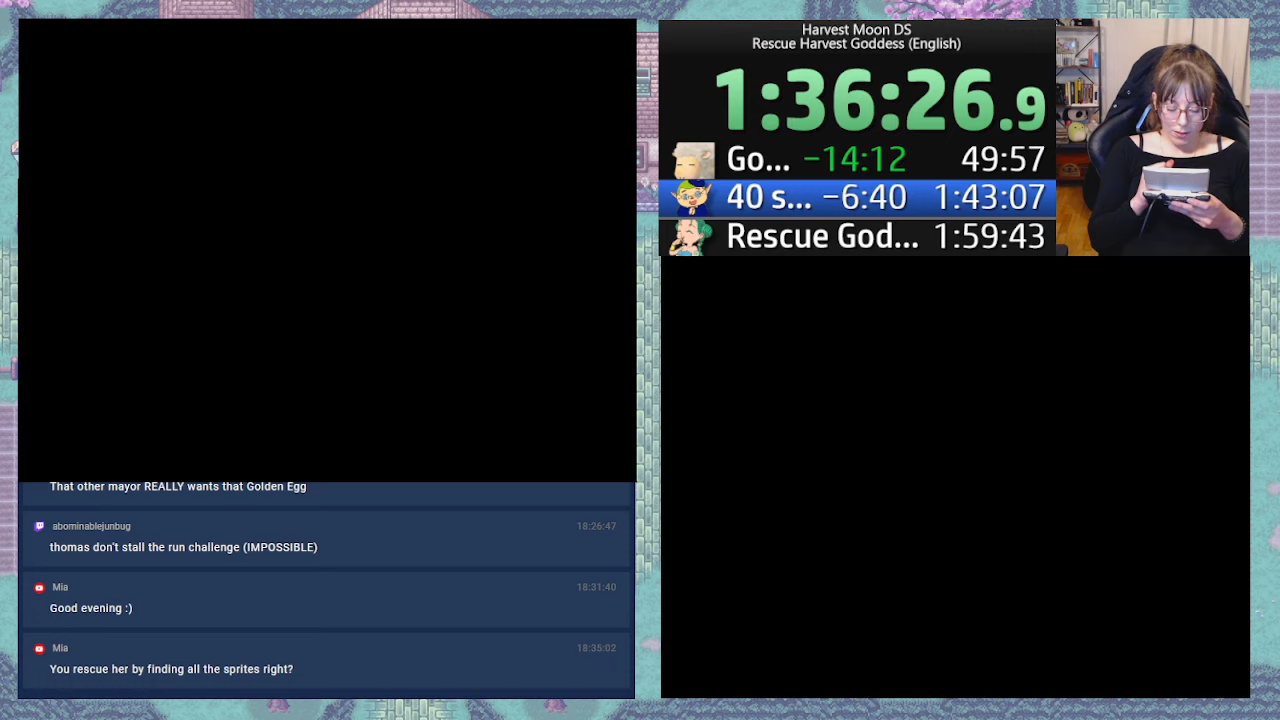 Harvest Moon DS
Rescue Harvest Goddess (English)
1:36:26.9
Go... −14:12 49:57
40 s... −6:40 1:43:07
Rescue God... 1:59:43
That other mayor REALLY wants that Golden Egg
abominablejunbug 18:26:47
thomas don't stall the run challenge (IMPOSSIBLE)
Mia 18:31:40
Good evening :)
Mia 18:35:02
You rescue her by finding all the sprites right?